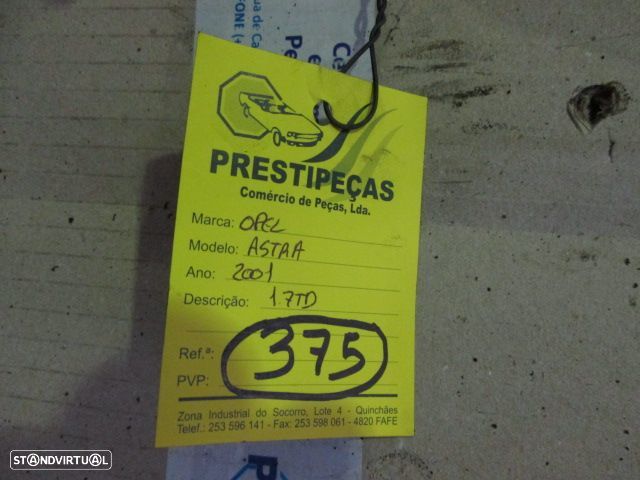 PRESTIPEÇAS
Comércio de Peças, Lda.
Marca: OPEL
Modelo: ASTRA
Ano: 2001
Descrição: 1.7TD
Ref.ª: 375
PVP:
Zona Industrial do Socorro, Lote 4 - Quinchães
Telef.: 253 596 141 - Fax: 253 598 061 - 4820 FAFE
STANDVIRTUAL